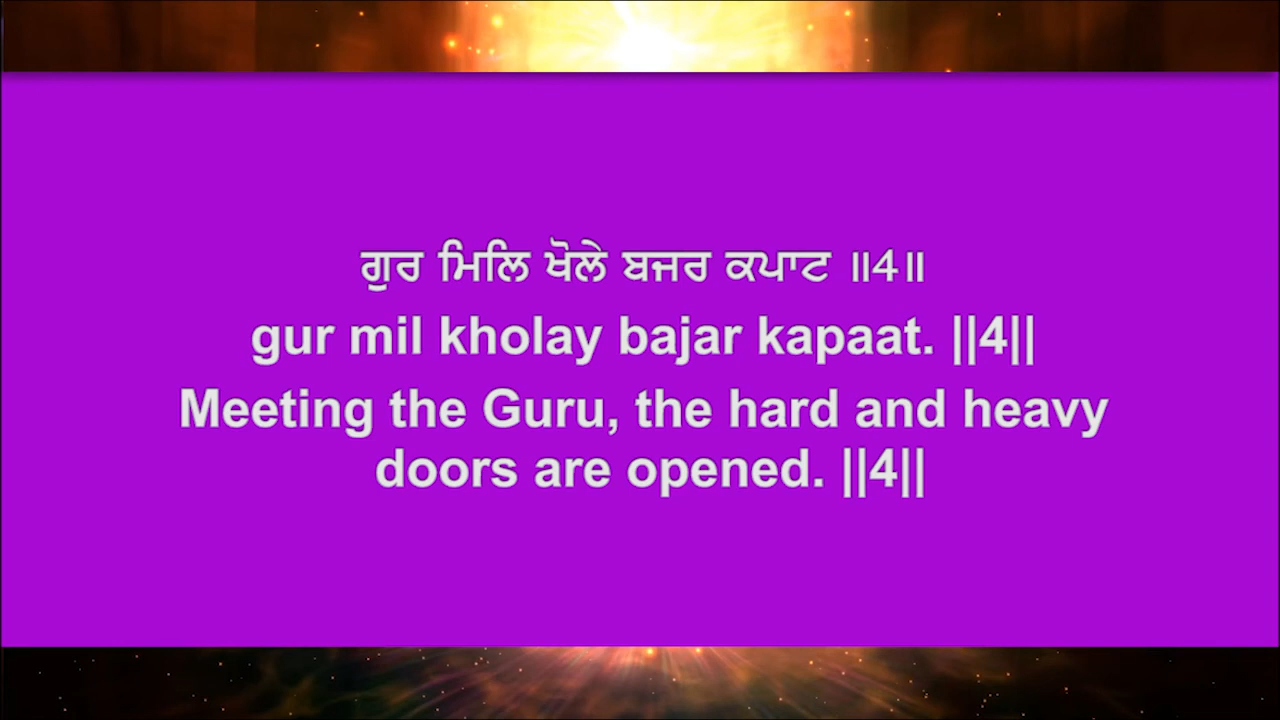 ਗੁਰ ਮਿਲਿ ਖੋਲੇ ਬਜਰ ਕਪਾਟ ॥4॥
gur mil kholay bajar kapaat. ||4||
Meeting the Guru, the hard and heavy
doors are opened. ||4||